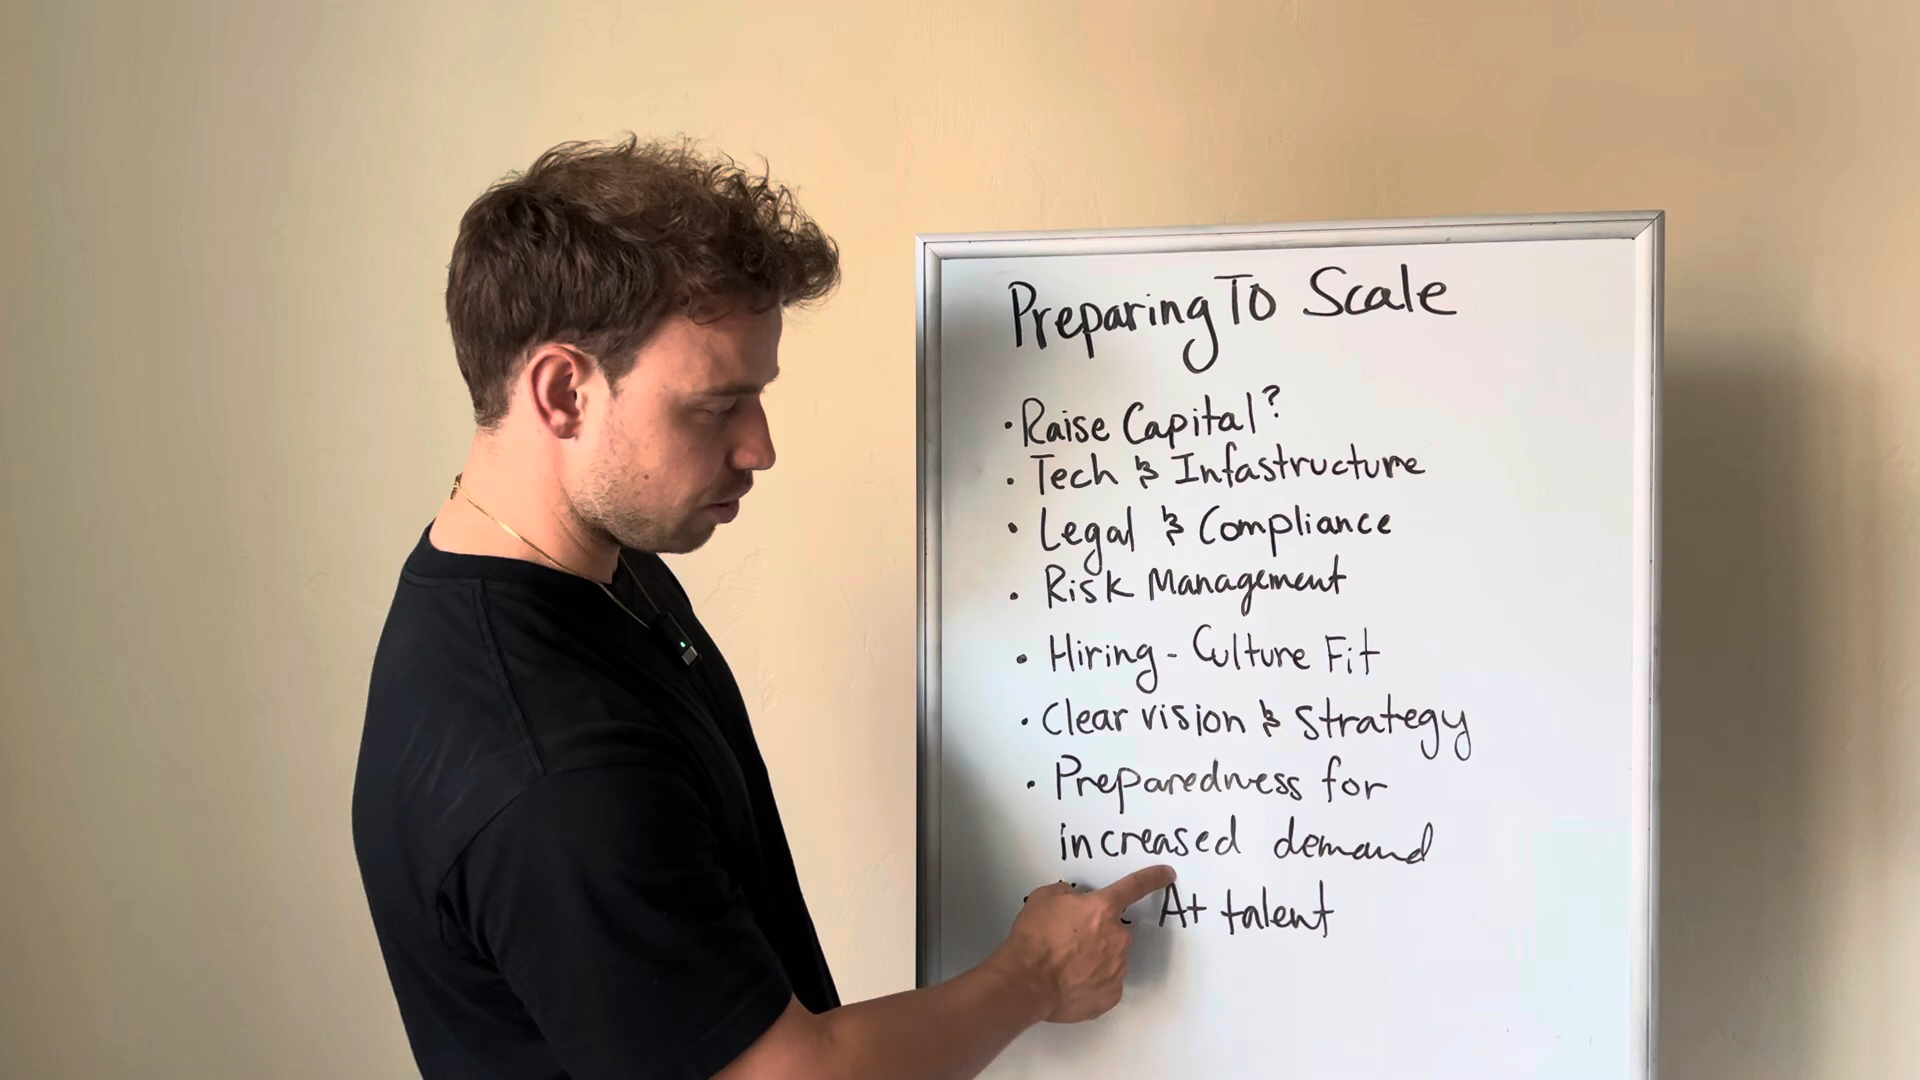 Preparing To Scale
• Raise Capital?
• Tech & Infastructure
• Legal & Compliance
• Risk Management
• Hiring - Culture Fit
• Clear vision & Strategy
• Preparedness for
increased demand
A+ talent